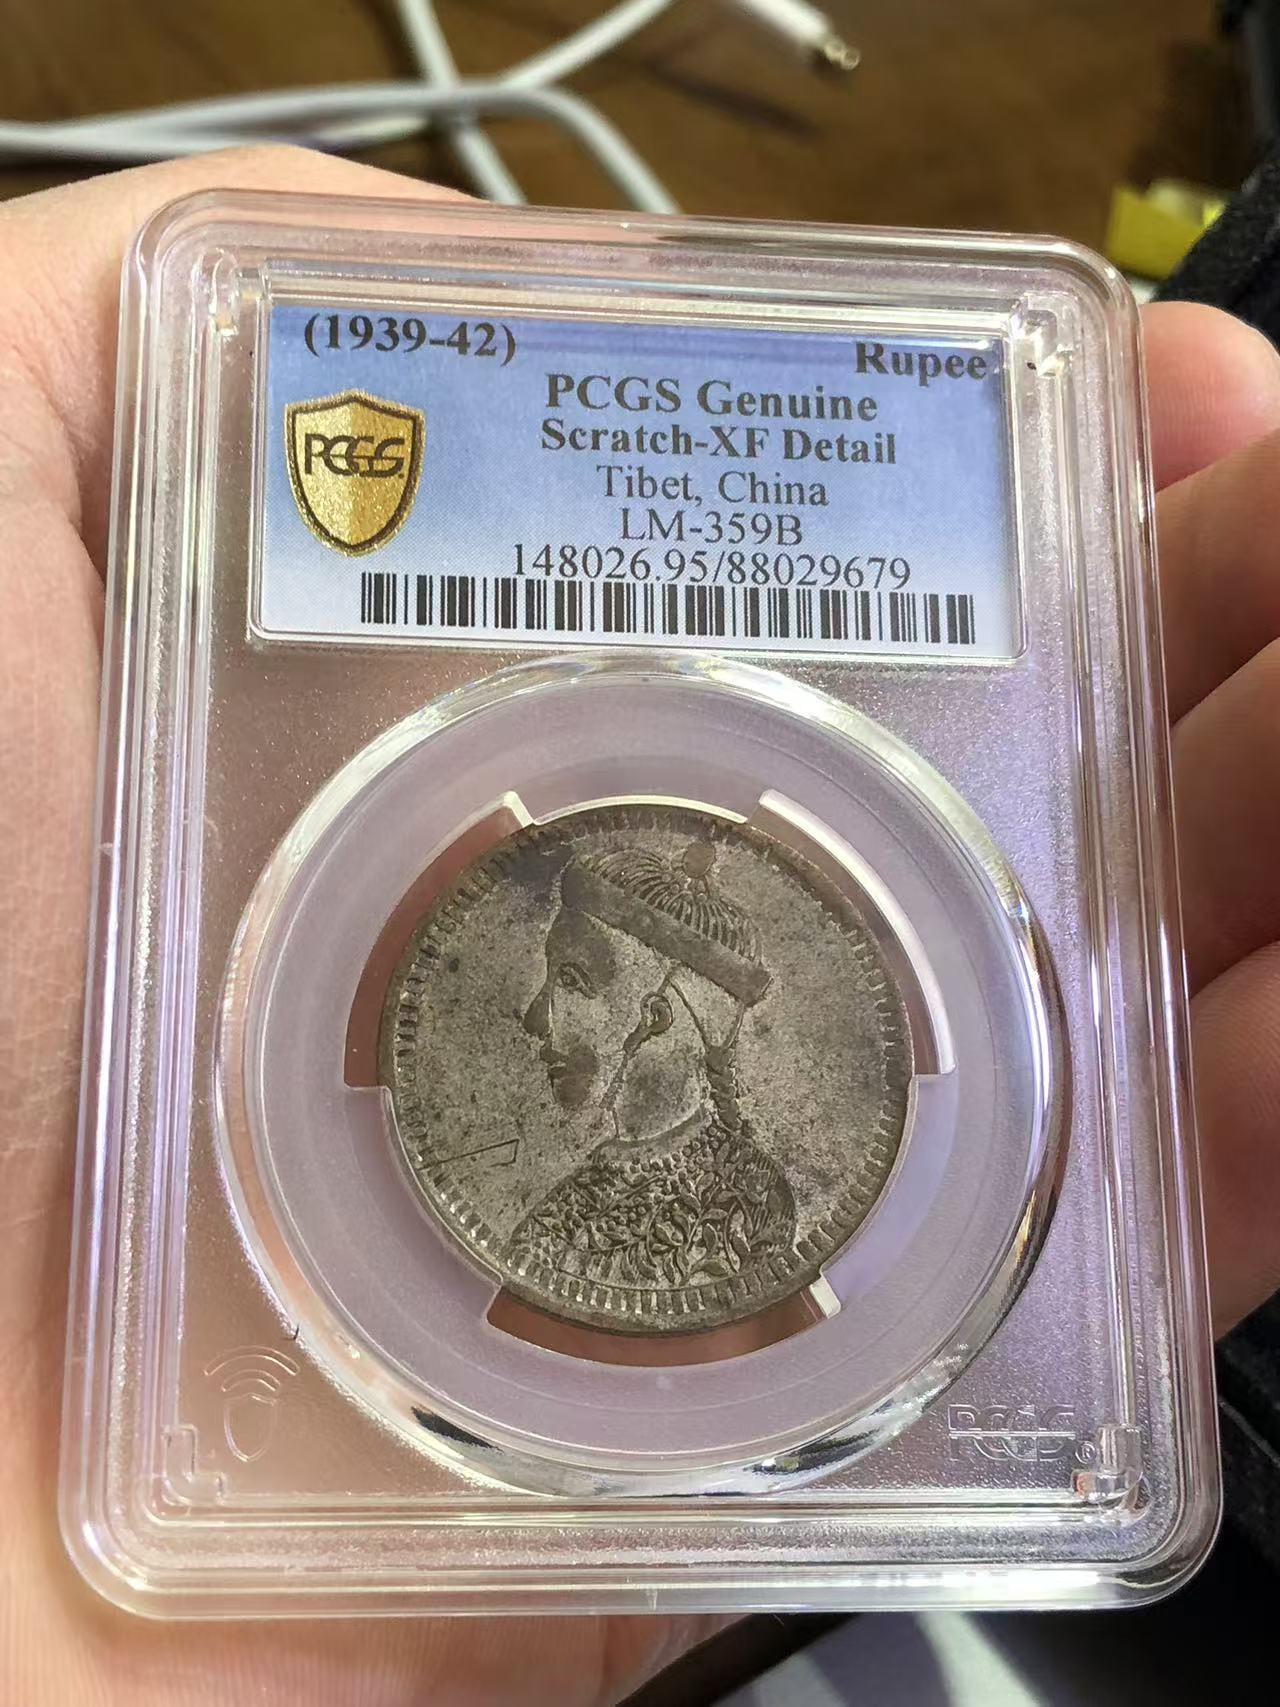 (1939-42) Rupee
PCGS Genuine
Scratch-XF Detail
Tibet, China
LM-359B
148026.95/88029679
PCGS
PCGS®